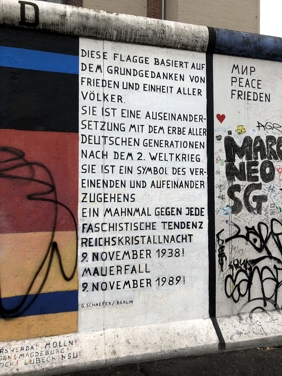 D
DIESE FLAGGE BASIERT AUF
DEM GRUNDGEDANKEN VON
FRIEDEN UND EINHEIT ALLER
VÖLKER.
SIE IST EINE AUSEINANDER-
SETZUNG MIT DEM ERBE ALLER
DEUTSCHEN GENERATIONEN
NACH DEM 2. WELTKRIEG.
SIE IST EIN SYMBOL DES VER-
EINENDEN UND AUFEINANDER
ZUGEHENS
EIN MAHNMAL GEGEN JEDE
FASCHISTISCHE TENDENZ
REICHSKRISTALLNACHT
9. NOVEMBER 1938!
MAUERFALL
9. NOVEMBER 1989!
G. SCHAEFER / BERLIN
МИР
PEACE
FRIEDEN
MARC
NEO
SG